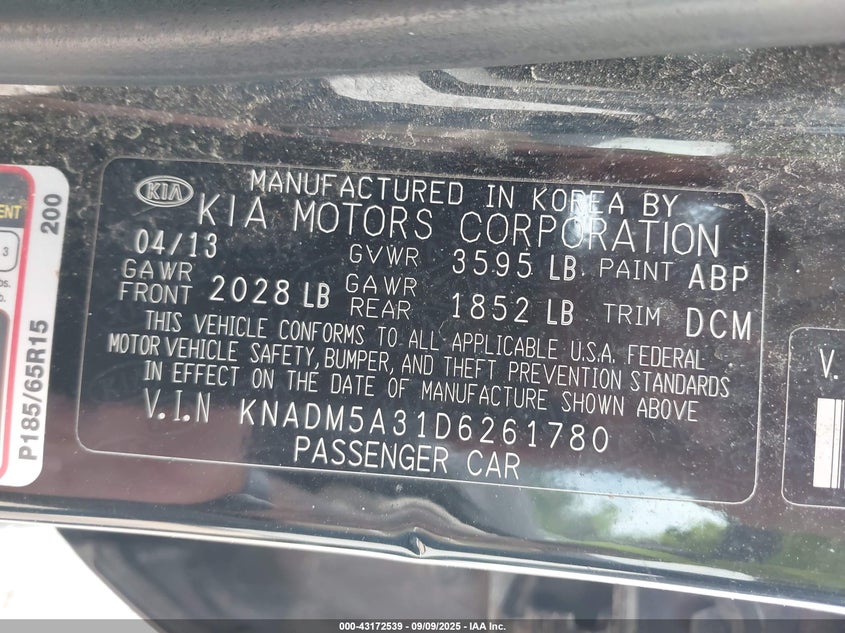 KIA
MANUFACTURED IN KOREA BY
KIA MOTORS CORPORATION
04/13 GVWR 3595 LB PAINT ABP
GAWR FRONT 2028 LB GAWR REAR 1852 LB TRIM DCM
THIS VEHICLE CONFORMS TO ALL APPLICABLE U.S.A. FEDERAL
MOTOR VEHICLE SAFETY, BUMPER, AND THEFT PREVENTION STANDARDS
IN EFFECT ON THE DATE OF MANUFACTURE SHOWN ABOVE
V.I.N KNADM5A31D6261780
PASSENGER CAR
200
3
P185/65R15
V.
000-43172539 - 09/09/2025 - IAA Inc.